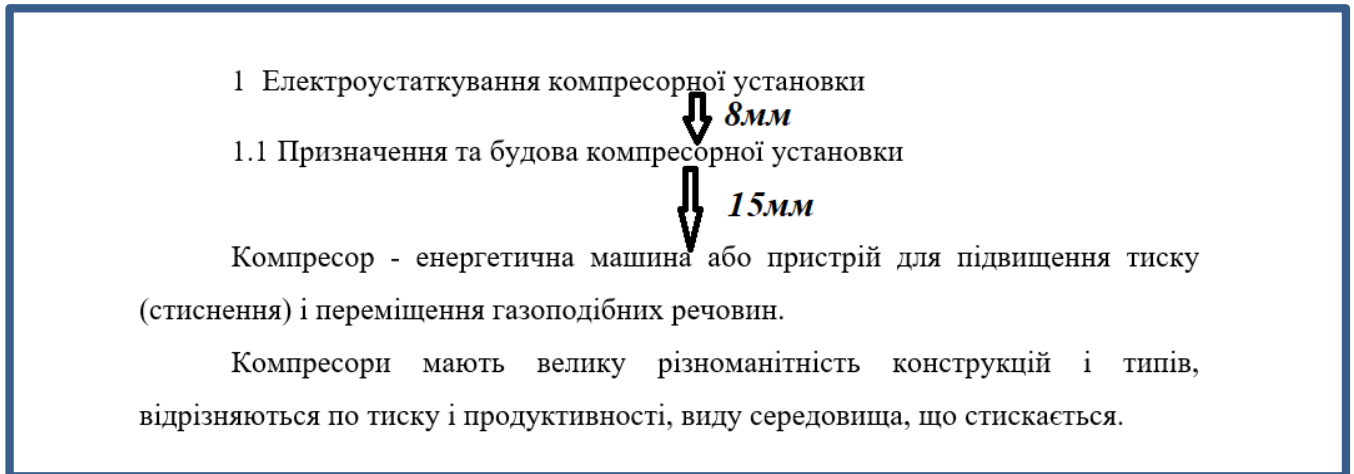 1 Електроустаткування компресорної установки
8мм
1.1 Призначення та будова компресорної установки
15мм
Компресор - енергетична машина або пристрій для підвищення тиску
(стиснення) і переміщення газоподібних речовин.
Компресори мають велику різноманітність конструкцій і типів,
відрізняються по тиску і продуктивності, виду середовища, що стискається.